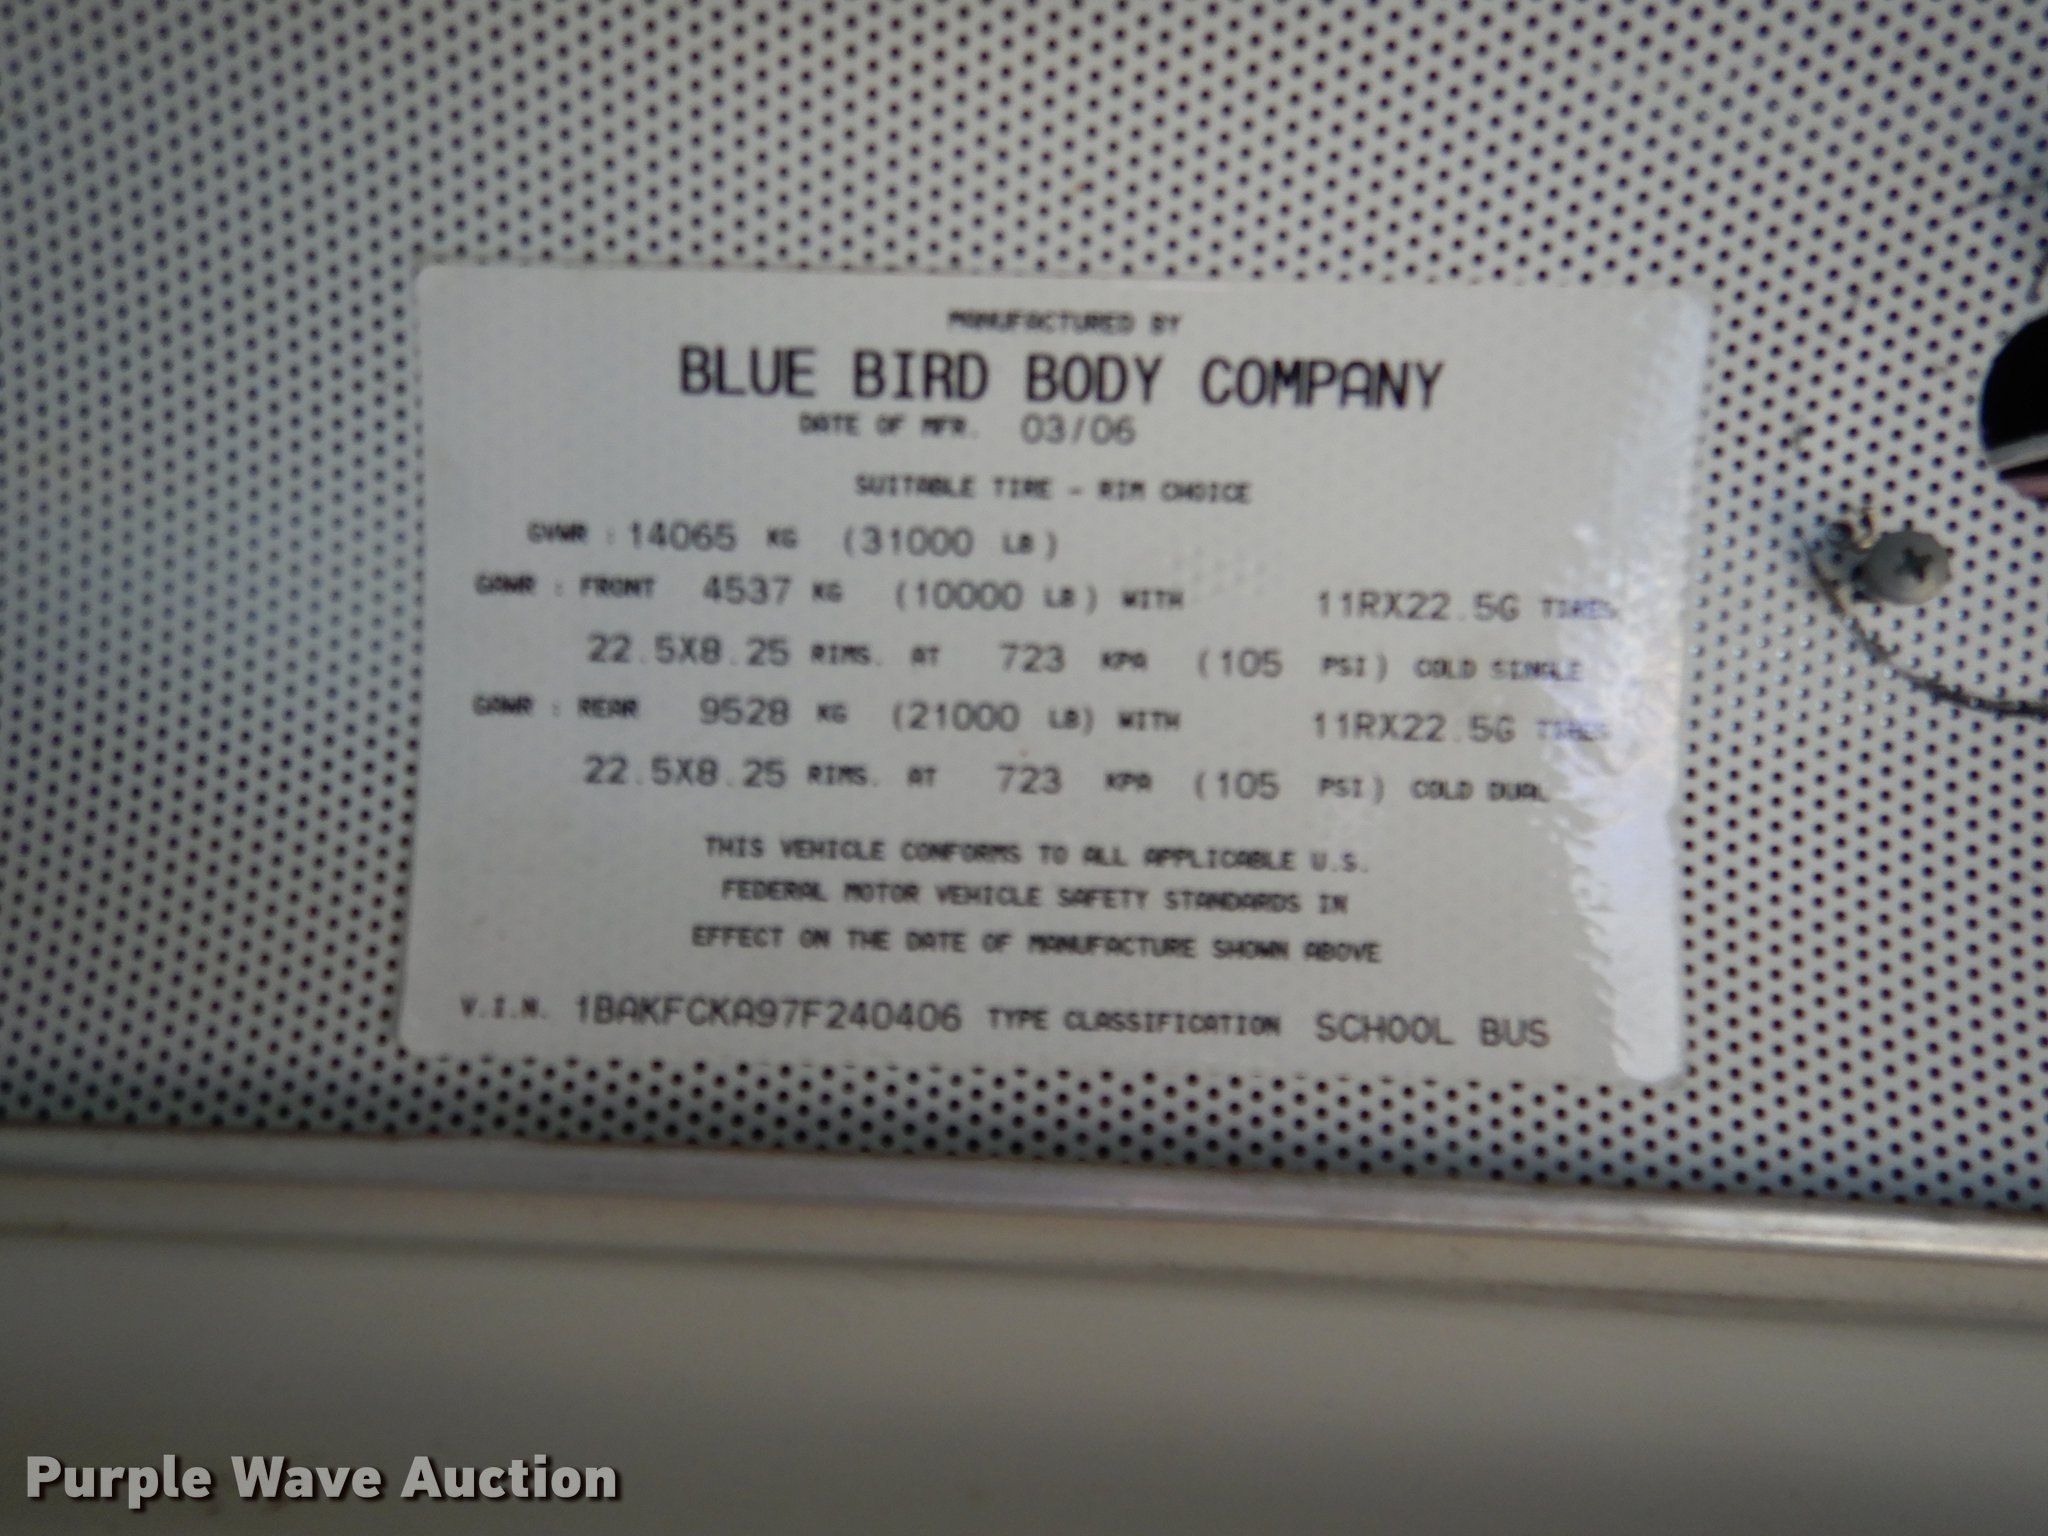 MANUFACTURED BY
BLUE BIRD BODY COMPANY
DATE OF MFR. 03/06
SUITABLE TIRE - RIM CHOICE
GVWR : 14065 KG (31000 LB)
GAWR : FRONT 4537 KG (10000 LB) WITH 11RX22.5G TIRES
22.5X8.25 RIMS. AT 723 KPA (105 PSI) COLD SINGLE
GAWR : REAR 9528 KG (21000 LB) WITH 11RX22.5G TIRES
22.5X8.25 RIMS. AT 723 KPA (105 PSI) COLD DUAL
THIS VEHICLE CONFORMS TO ALL APPLICABLE U.S.
FEDERAL MOTOR VEHICLE SAFETY STANDARDS IN
EFFECT ON THE DATE OF MANUFACTURE SHOWN ABOVE
V.I.N. 1BAKFCKA97F240406 TYPE CLASSIFICATION SCHOOL BUS
Purple Wave Auction